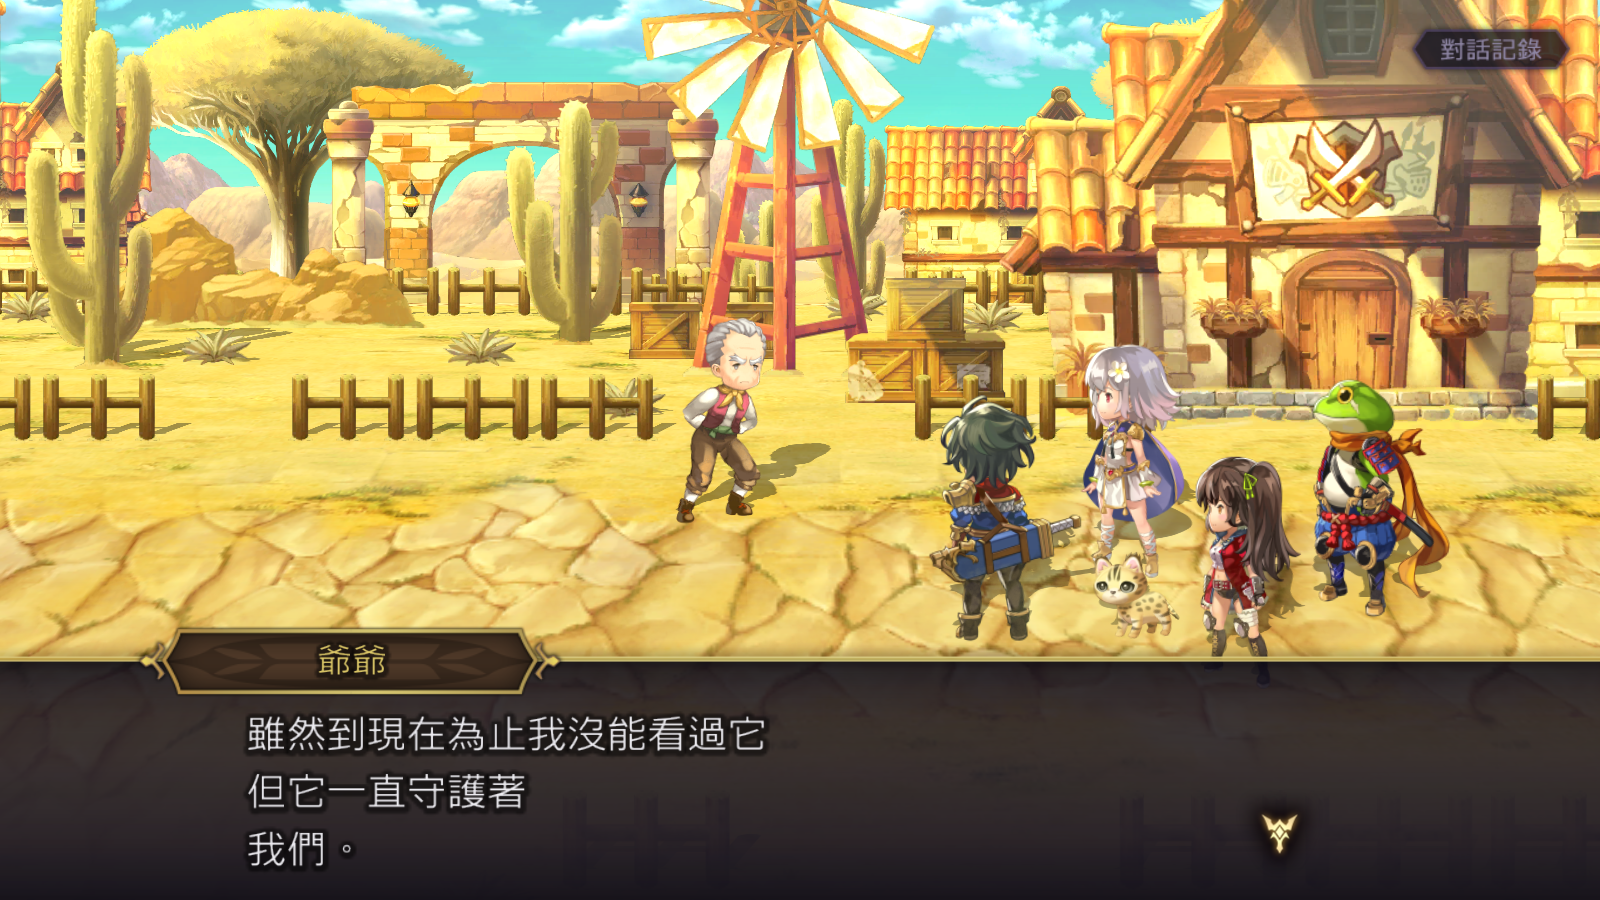 對話記錄
爺爺
雖然到現在為止我沒能看過它
但它一直守護著
我們。